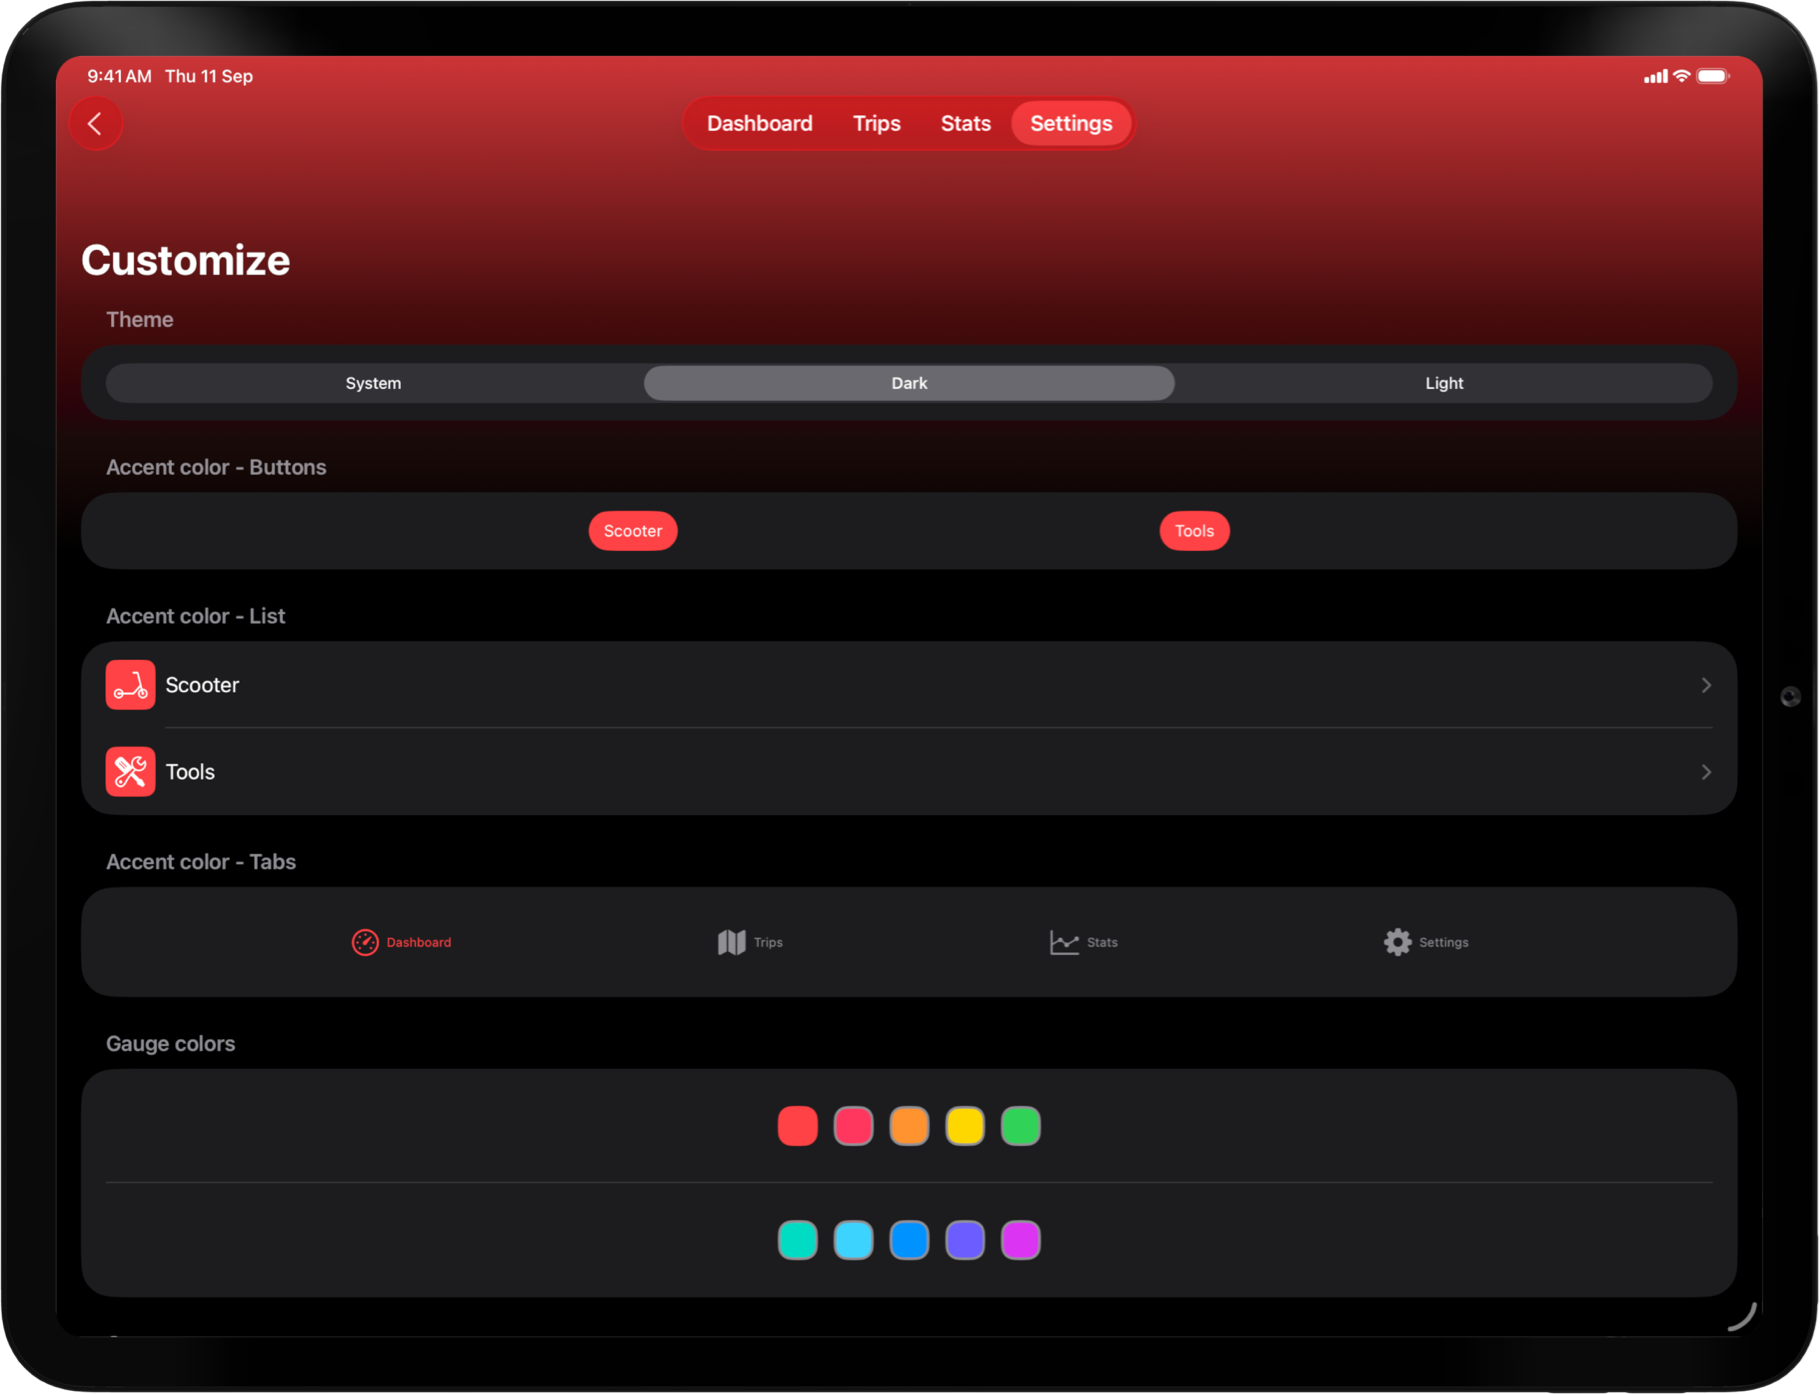 9:41 AM Thu 11 Sep
Dashboard Trips Stats Settings
Customize
Theme
System Dark Light
Accent color - Buttons
Scooter Tools
Accent color - List
Scooter
Tools
Accent color - Tabs
Dashboard Trips Stats Settings
Gauge colors